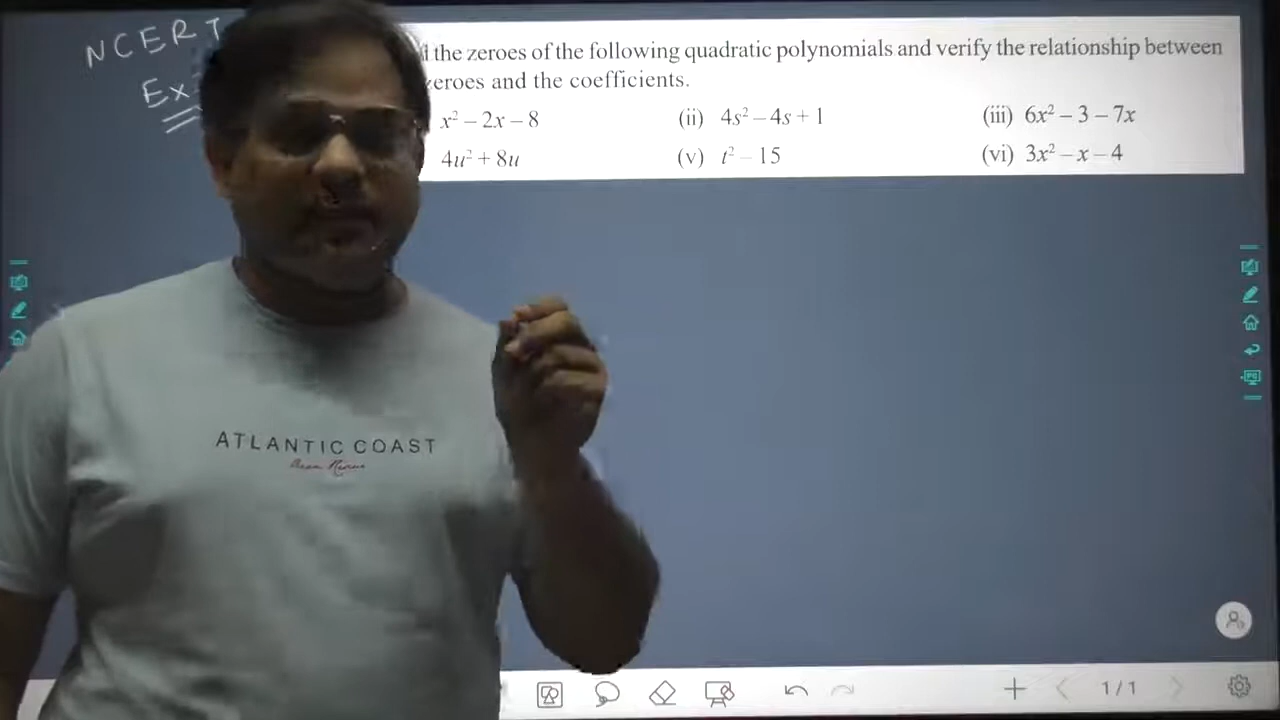 NCERT
Ex
the zeroes of the following quadratic polynomials and verify the relationship between
zeroes and the coefficients.
x² – 2x – 8 (ii) 4s² – 4s + 1 (iii) 6x² – 3 – 7x
4u² + 8u (v) t² – 15 (vi) 3x² – x – 4
ATLANTIC COAST
1/1